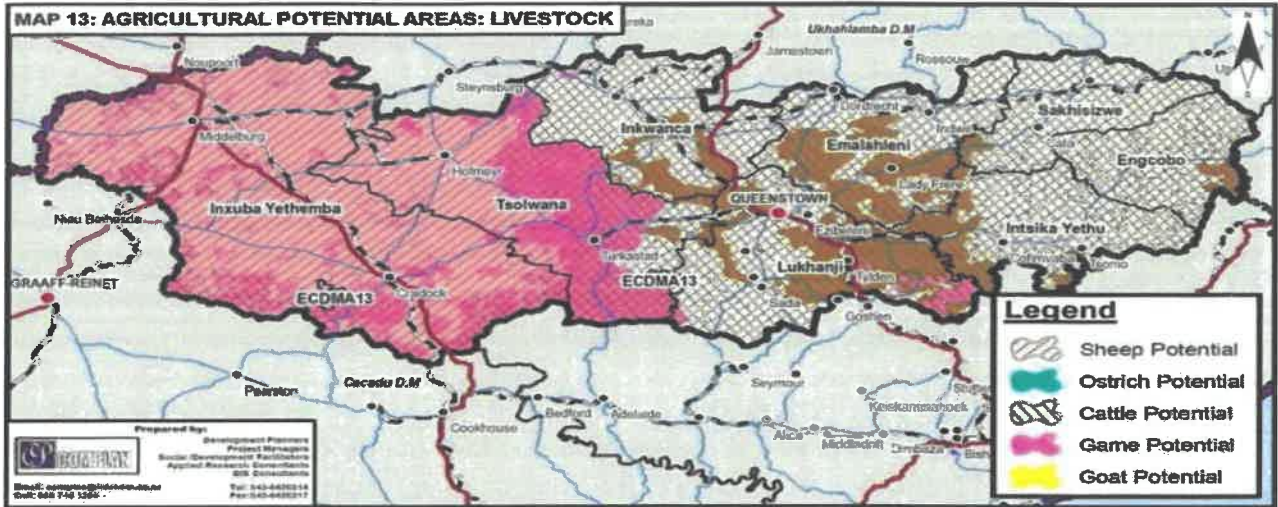 MAP 13: AGRICULTURAL POTENTIAL AREAS: LIVESTOCK
Ukhahlamba D.M
Jamestown
Noupoort
Steynsburg
Dordrecht
Sakhisizwe
Middelburg
Inkwanca
Emalahleni
Cala
Engcobo
Hofmeyr
Lady Frere
Inxuba Yethemba
Tsolwana
QUEENSTOWN
Nieu Bethesda
Ezibeleni
Intsika Yethu
Tarkastad
Cofimvaba
Tsomo
GRAAFF-REINET
ECDMA13
Cradock
ECDMA13
Lukhanji
Tylden
Sada
Goshen
Pearston
Cacadu D.M
Seymour
Keiskammahoek
Cookhouse
Bedford
Adelaide
Alice
Middledrift
Dimbaza
Legend
Sheep Potential
Ostrich Potential
Cattle Potential
Game Potential
Goat Potential
Prepared by:
Development Planners
Project Managers
Social Development Facilitators
Applied Research Consultants
GIS Consultants